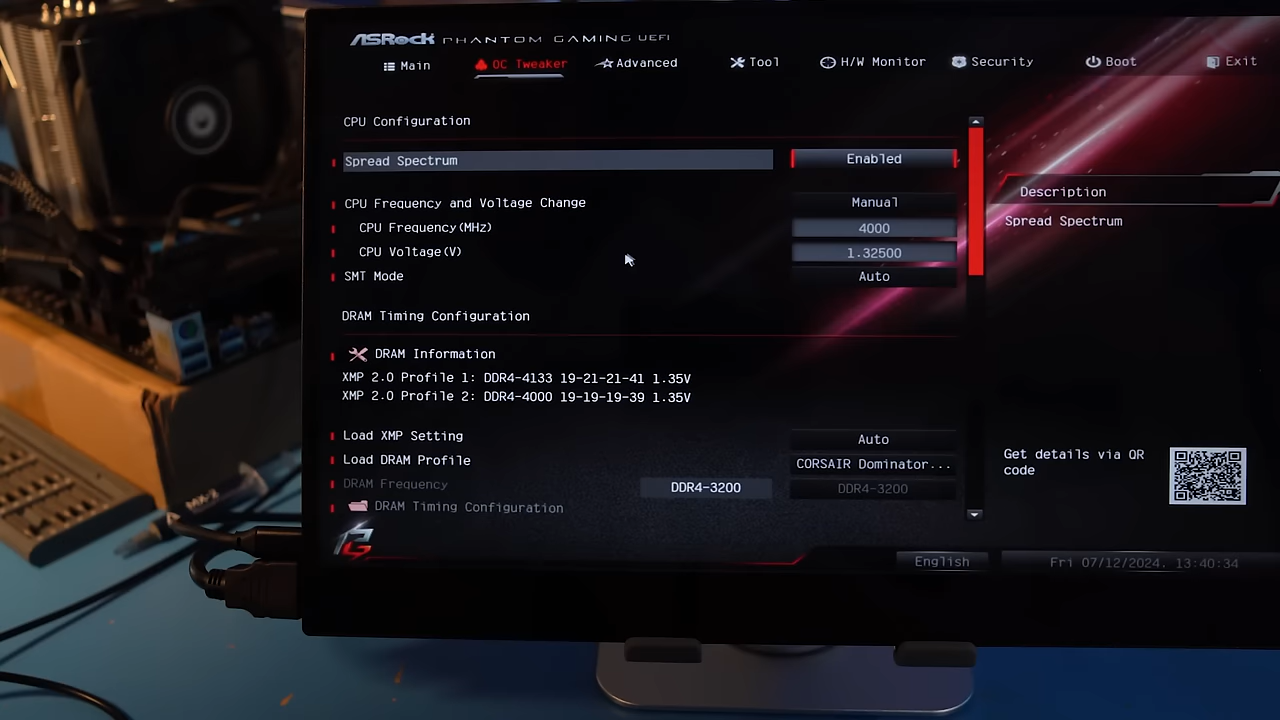 ASRock PHANTOM GAMING UEFI
Main OC Tweaker Advanced Tool H/W Monitor Security Boot Exit
CPU Configuration
Spread Spectrum Enabled
CPU Frequency and Voltage Change Manual
CPU Frequency(MHz) 4000
CPU Voltage(V) 1.32500
SMT Mode Auto
DRAM Timing Configuration
DRAM Information
XMP 2.0 Profile 1: DDR4-4133 19-21-21-41 1.35V
XMP 2.0 Profile 2: DDR4-4000 19-19-19-39 1.35V
Load XMP Setting Auto
Load DRAM Profile CORSAIR Dominator...
DRAM Frequency DDR4-3200 DDR4-3200
DRAM Timing Configuration
Description
Spread Spectrum
Get details via QR
code
English Fri 07/12/2024. 13:40:34